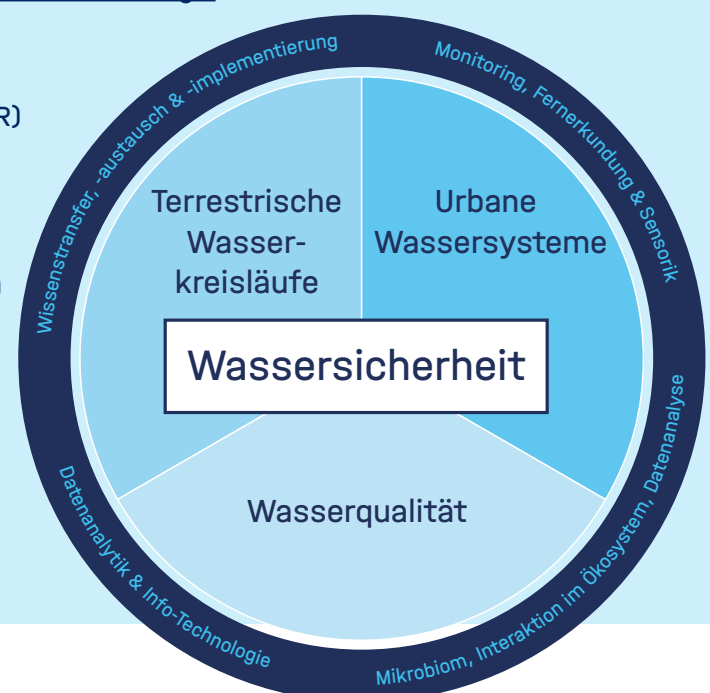 R)
Wissenstransfer, -austausch & -implementierung
Monitoring, Fernerkundung & Sensorik
Terrestrische
Wasser-
kreisläufe
Urbane
Wassersysteme
Wassersicherheit
Wasserqualität
Datenanalytik & Info-Technologie
Mikrobiom, Interaktion im Ökosystem, Datenanalyse